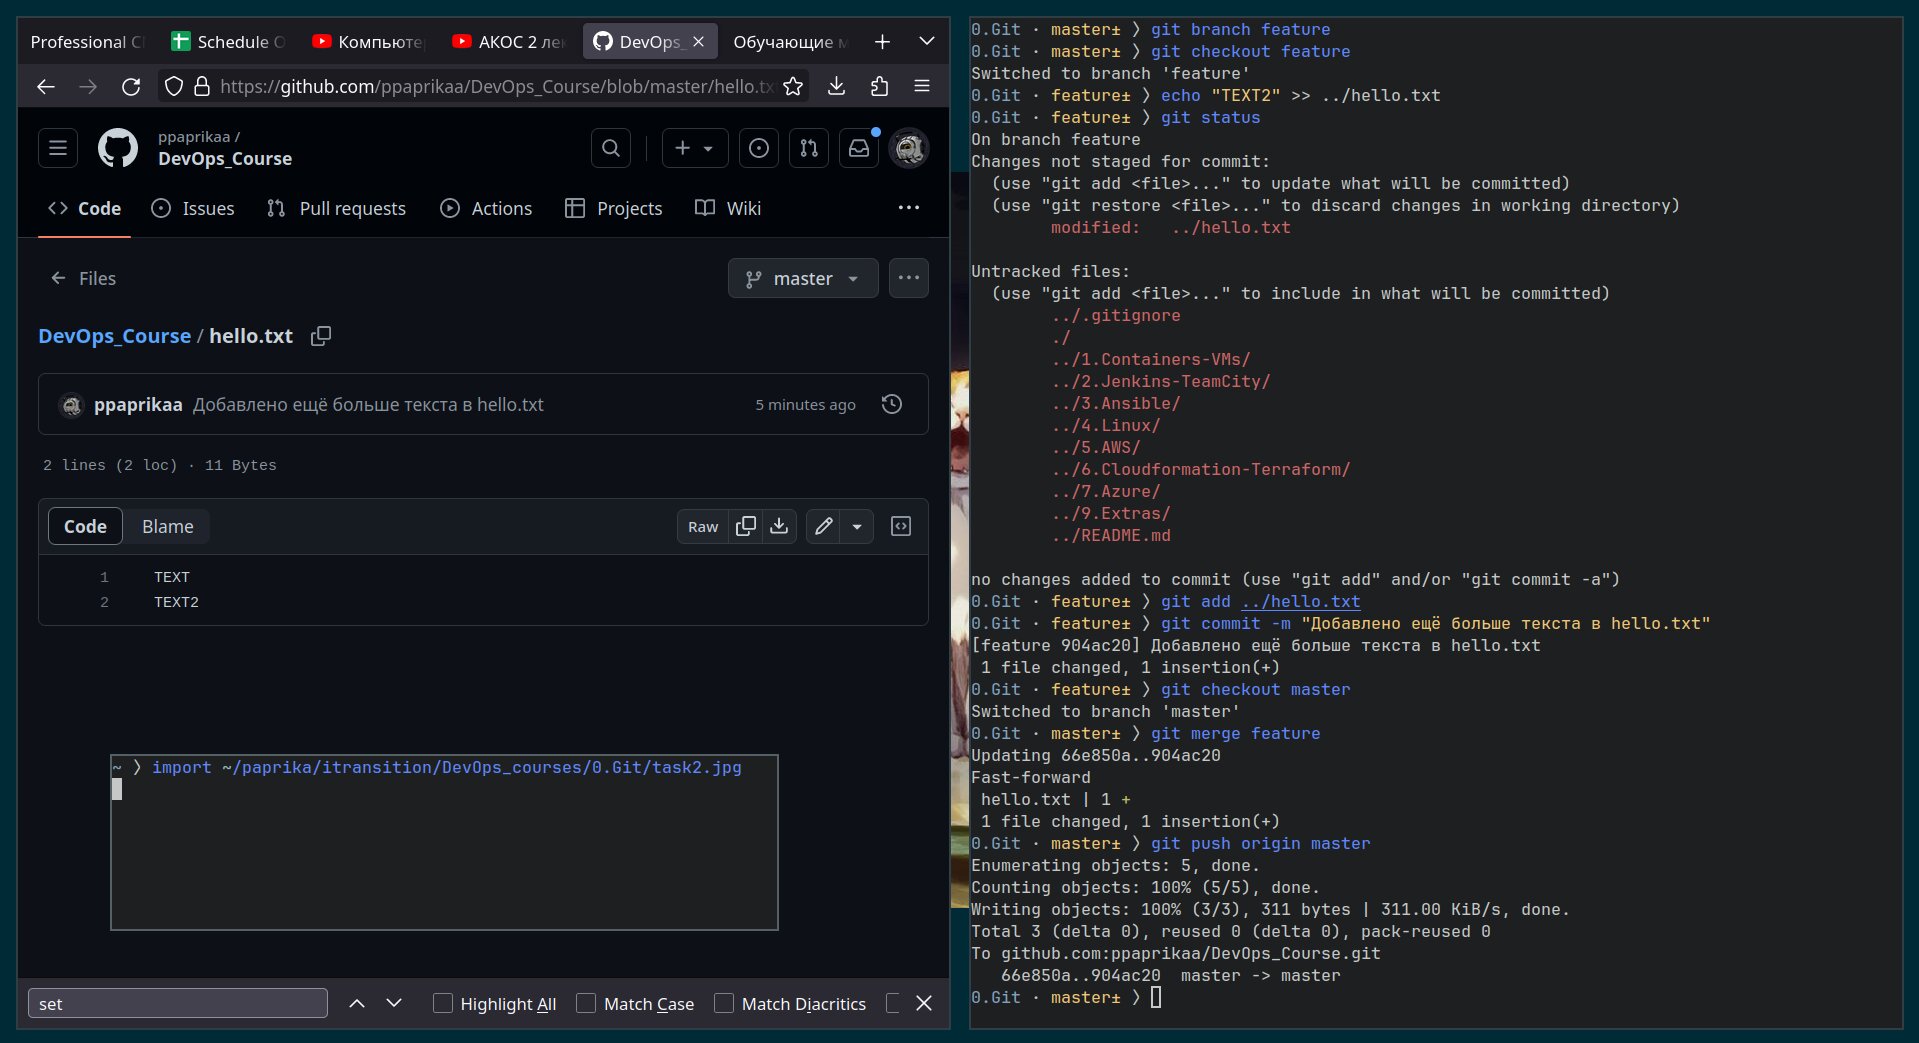 Professional C
Schedule O
Компьюте
АКОС 2 ле
DevOps_
Обучающие м
https://github.com/ppaprikaa/DevOps_Course/blob/master/hello.tx
ppaprikaa /
DevOps_Course
Code
Issues
Pull requests
Actions
Projects
Wiki
Files
master
DevOps_Course / hello.txt
ppaprikaa Добавлено ещё больше текста в hello.txt
5 minutes ago
2 lines (2 loc) · 11 Bytes
Code
Blame
Raw
1 TEXT
2 TEXT2
~ ❭ import ~/paprika/itransition/DevOps_courses/0.Git/task2.jpg
set
Highlight All
Match Case
Match Diacritics
0.Git · master± ❭ git branch feature
0.Git · master± ❭ git checkout feature
Switched to branch 'feature'
0.Git · feature± ❭ echo "TEXT2" >> ../hello.txt
0.Git · feature± ❭ git status
On branch feature
Changes not staged for commit:
(use "git add <file>..." to update what will be committed)
(use "git restore <file>..." to discard changes in working directory)
modified: ../hello.txt
Untracked files:
(use "git add <file>..." to include in what will be committed)
../.gitignore
./
../1.Containers-VMs/
../2.Jenkins-TeamCity/
../3.Ansible/
../4.Linux/
../5.AWS/
../6.Cloudformation-Terraform/
../7.Azure/
../9.Extras/
../README.md
no changes added to commit (use "git add" and/or "git commit -a")
0.Git · feature± ❭ git add ../hello.txt
0.Git · feature± ❭ git commit -m "Добавлено ещё больше текста в hello.txt"
[feature 904ac20] Добавлено ещё больше текста в hello.txt
1 file changed, 1 insertion(+)
0.Git · feature± ❭ git checkout master
Switched to branch 'master'
0.Git · master± ❭ git merge feature
Updating 66e850a..904ac20
Fast-forward
hello.txt | 1 +
1 file changed, 1 insertion(+)
0.Git · master± ❭ git push origin master
Enumerating objects: 5, done.
Counting objects: 100% (5/5), done.
Writing objects: 100% (3/3), 311 bytes | 311.00 KiB/s, done.
Total 3 (delta 0), reused 0 (delta 0), pack-reused 0
To github.com:ppaprikaa/DevOps_Course.git
66e850a..904ac20 master -> master
0.Git · master± ❭